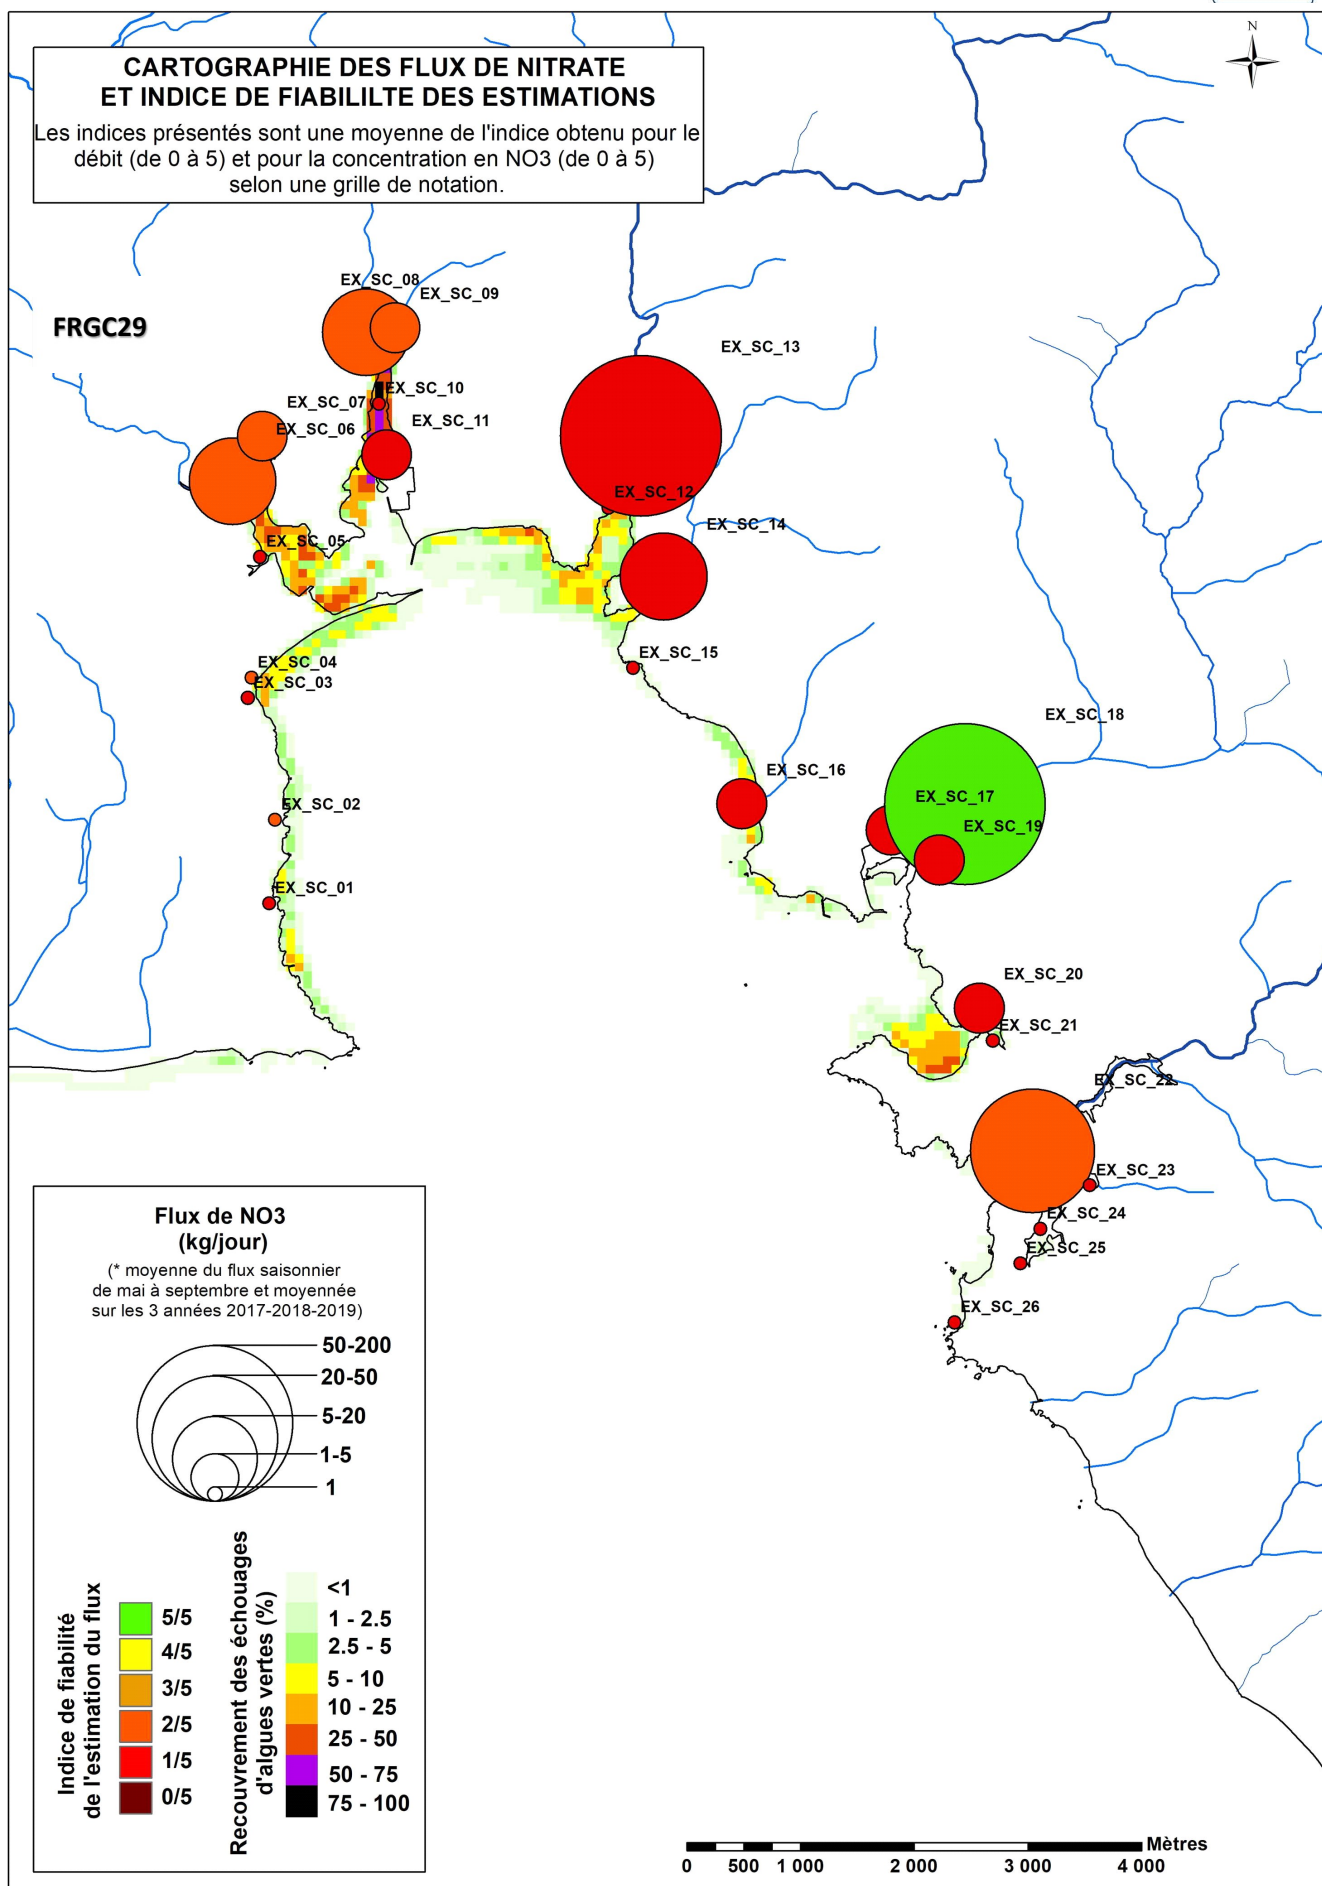 N
CARTOGRAPHIE DES FLUX DE NITRATE
ET INDICE DE FIABILILTE DES ESTIMATIONS
Les indices présentés sont une moyenne de l'indice obtenu pour le
débit (de 0 à 5) et pour la concentration en NO3 (de 0 à 5)
selon une grille de notation.
FRGC29
EX_SC_08
EX_SC_09
EX_SC_13
EX_SC_10
EX_SC_07
EX_SC_11
EX_SC_06
EX_SC_12
EX_SC_14
EX_SC_05
EX_SC_15
EX_SC_04
EX_SC_03
EX_SC_18
EX_SC_16
EX_SC_17
EX_SC_02
EX_SC_19
EX_SC_01
EX_SC_20
EX_SC_21
EX_SC_22
EX_SC_23
EX_SC_24
EX_SC_25
EX_SC_26
Flux de NO3
(kg/jour)
(* moyenne du flux saisonnier
de mai à septembre et moyennée
sur les 3 années 2017-2018-2019)
50-200
20-50
5-20
1-5
1
Indice de fiabilité
de l'estimation du flux
5/5
4/5
3/5
2/5
1/5
0/5
Recouvrement des échouages
d'algues vertes (%)
<1
1 - 2.5
2.5 - 5
5 - 10
10 - 25
25 - 50
50 - 75
75 - 100
Mètres
0 500 1 000 2 000 3 000 4 000